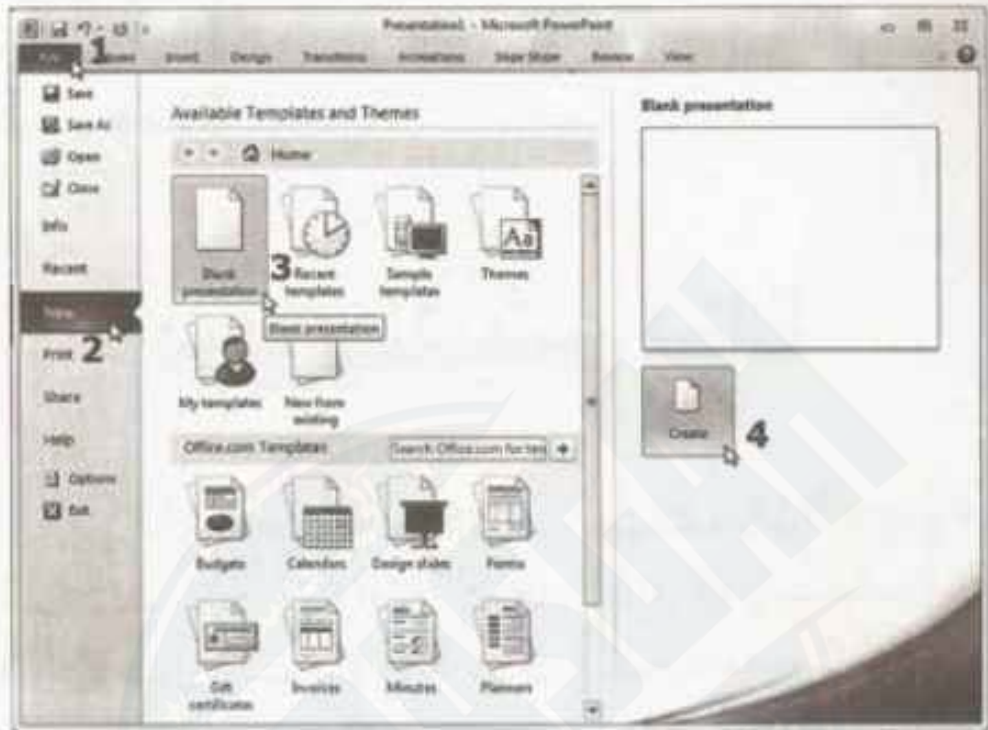 Presentation1 - Microsoft PowerPoint
1
Insert Design Transitions Animations Slide Show Review View
Save
Save As
Open
Close
Info
Recent
New
2
Print
Share
Help
Options
Exit
Available Templates and Themes
Home
Blank presentation
3
Recent templates
Sample templates
Themes
Blank presentation
My templates
New from existing
Office.com Templates
Search Office.com for tem
Budgets
Calendars
Design slides
Forms
Gift certificates
Invoices
Minutes
Planners
Blank presentation
Create
4